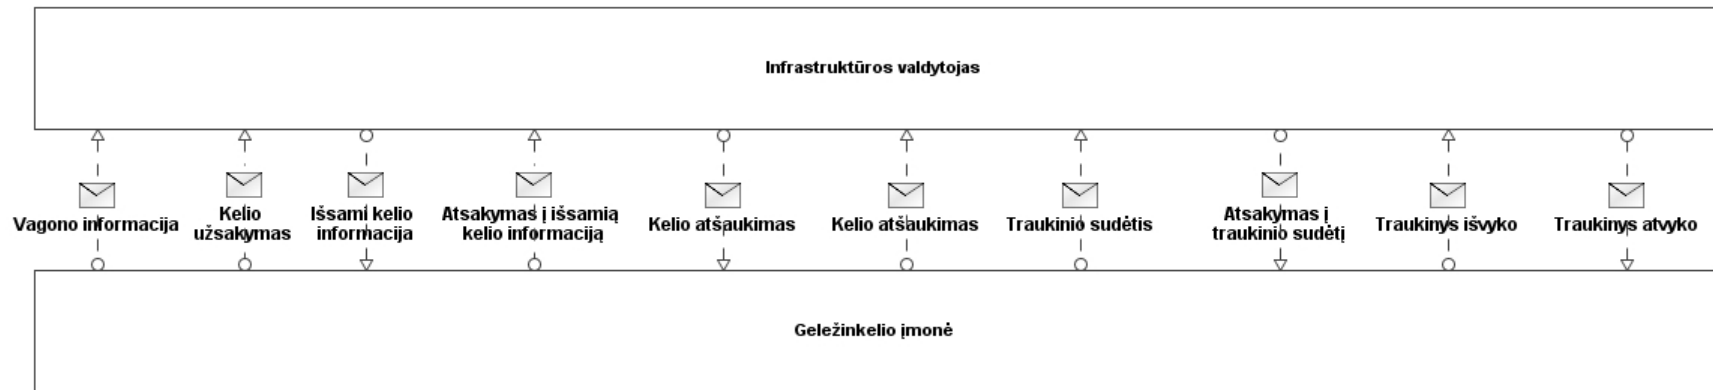 Infrastruktūros valdytojas
Vagono informacija
Kelio
užsakymas
Išsami kelio
informacija
Atsakymas į išsamią
kelio informaciją
Kelio atšaukimas
Kelio atšaukimas
Traukinio sudėtis
Atsakymas į
traukinio sudėtį
Traukinys išvyko
Traukinys atvyko
Geležinkelio įmonė